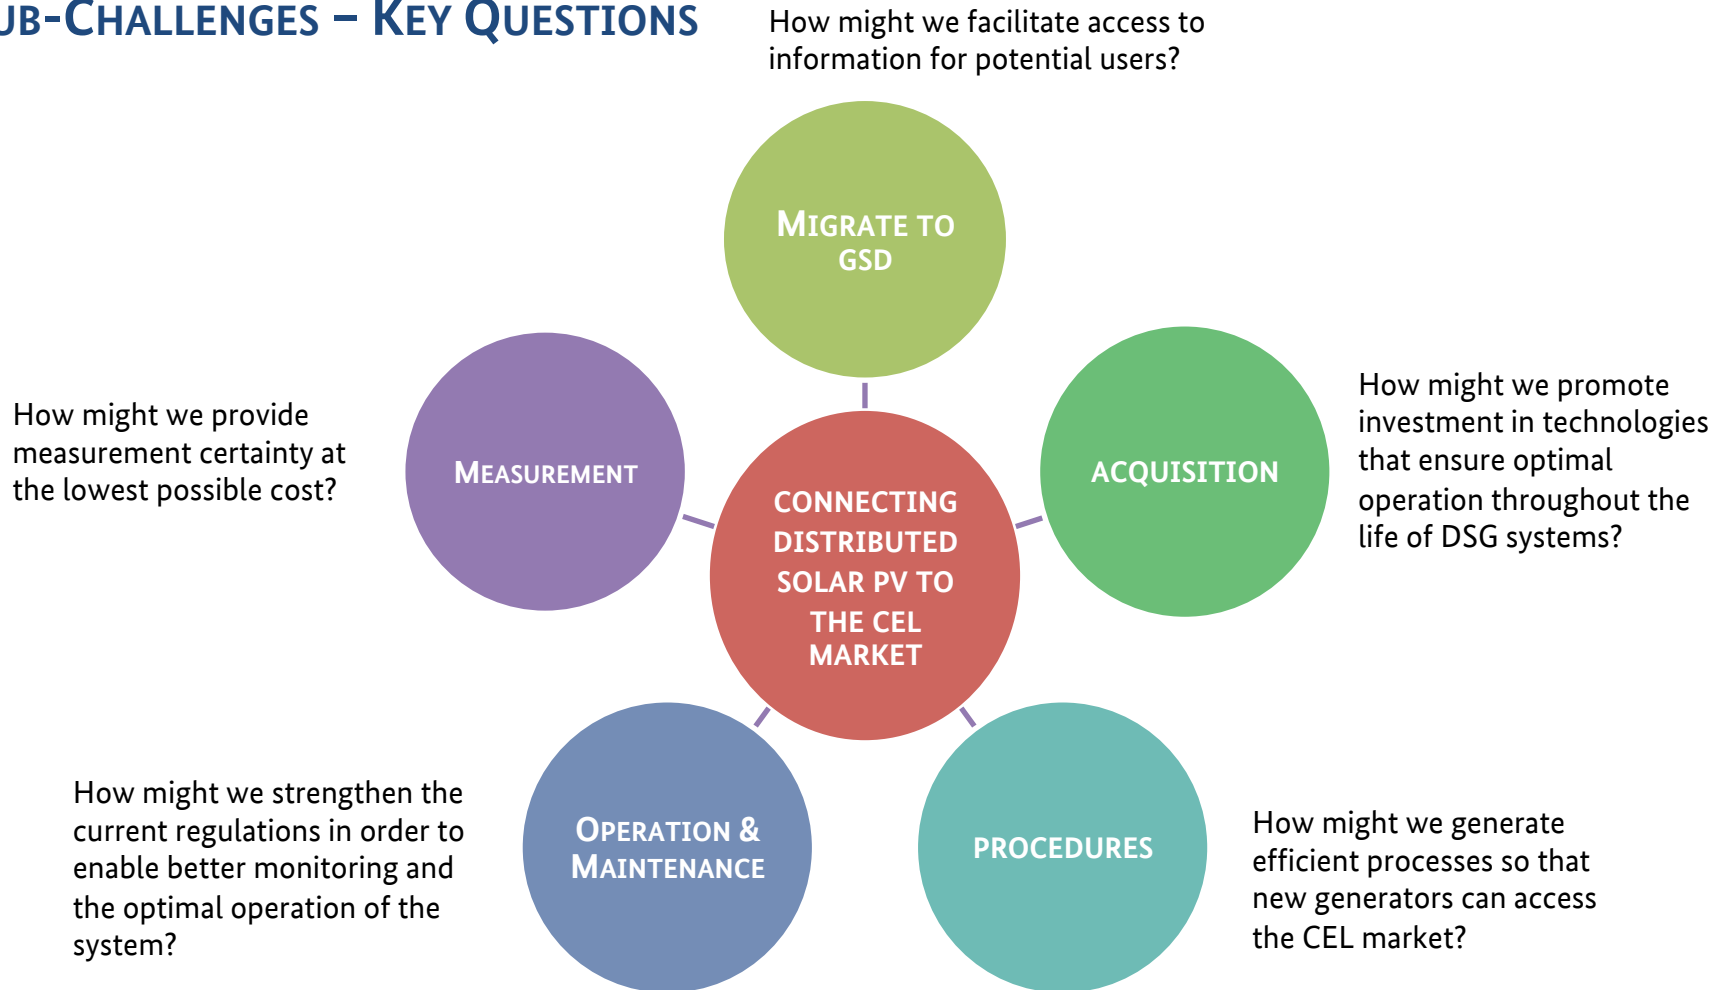 UB-CHALLENGES – KEY QUESTIONS
How might we facilitate access to
information for potential users?
MIGRATE TO
GSD
How might we provide
measurement certainty at
the lowest possible cost?
MEASUREMENT
ACQUISITION
How might we promote
investment in technologies
that ensure optimal
operation throughout the
life of DSG systems?
CONNECTING
DISTRIBUTED
SOLAR PV TO
THE CEL
MARKET
How might we strengthen the
current regulations in order to
enable better monitoring and
the optimal operation of the
system?
OPERATION &
MAINTENANCE
PROCEDURES
How might we generate
efficient processes so that
new generators can access
the CEL market?